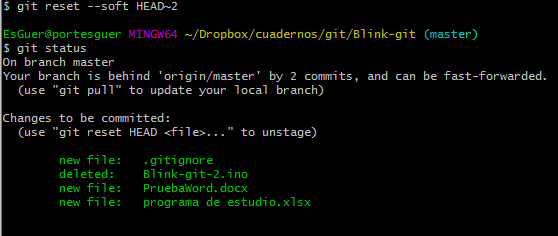 $ git reset --soft HEAD~2
EsGuer@portesguer MINGW64 ~/Dropbox/cuadernos/git/Blink-git (master)
$ git status
On branch master
Your branch is behind 'origin/master' by 2 commits, and can be fast-forwarded.
(use "git pull" to update your local branch)
Changes to be committed:
(use "git reset HEAD <file>..." to unstage)
new file: .gitignore
deleted: Blink-git-2.ino
new file: PruebaWord.docx
new file: programa de estudio.xlsx